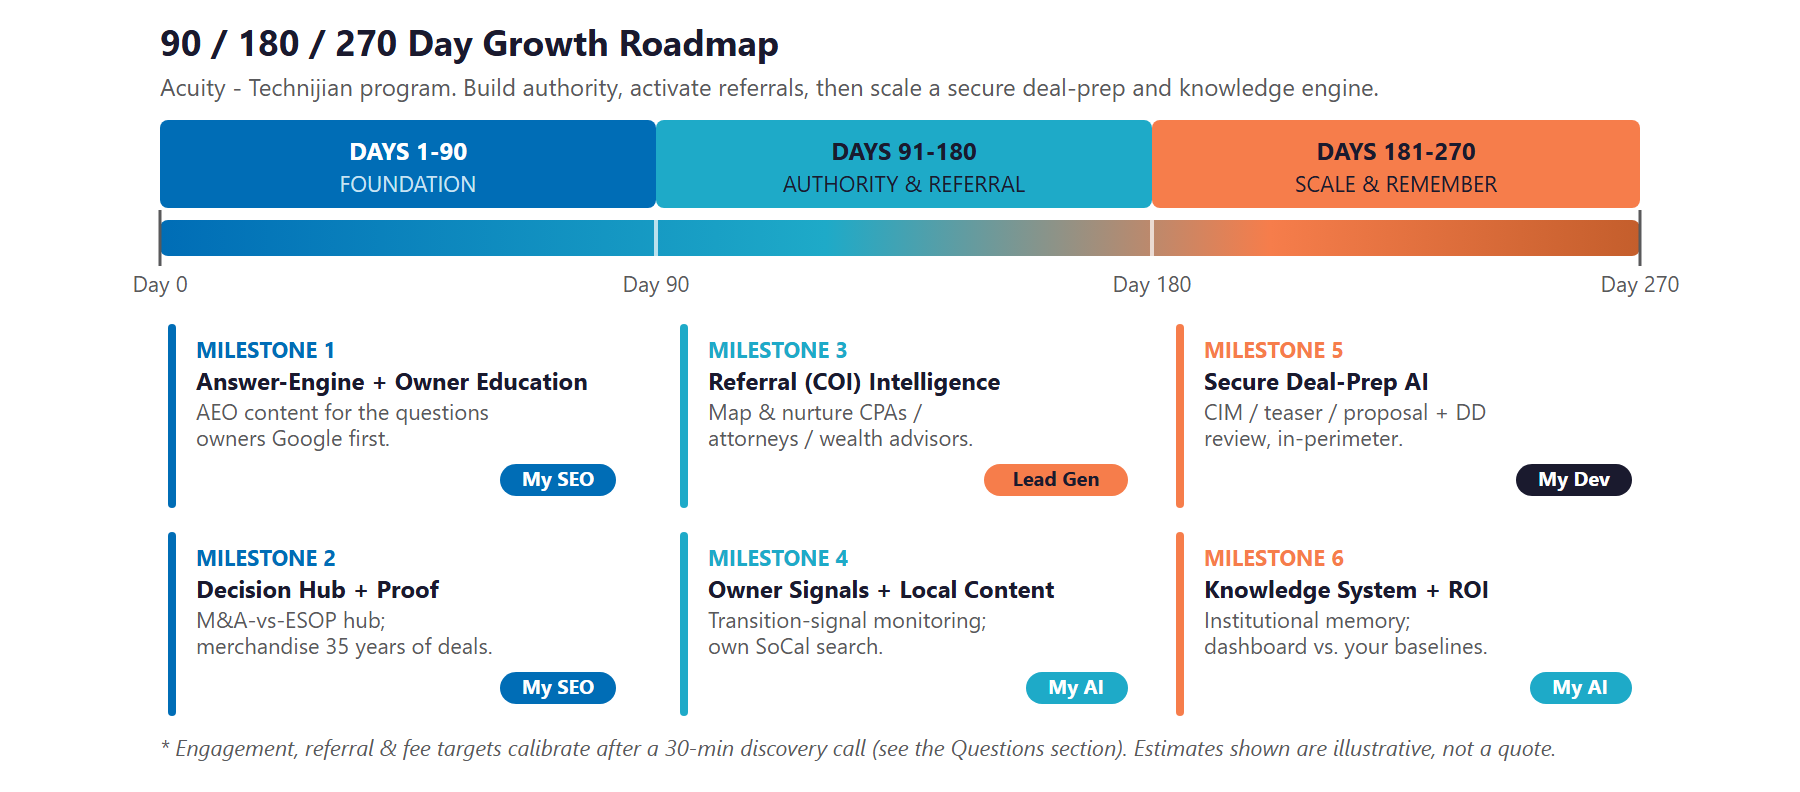 90 / 180 / 270 Day Growth Roadmap
Acuity - Technijian program. Build authority, activate referrals, then scale a secure deal-prep and knowledge engine.
DAYS 1-90
FOUNDATION
DAYS 91-180
AUTHORITY & REFERRAL
DAYS 181-270
SCALE & REMEMBER
Day 0
Day 90
Day 180
Day 270
MILESTONE 1
Answer-Engine + Owner Education
AEO content for the questions
owners Google first.
My SEO
MILESTONE 3
Referral (COI) Intelligence
Map & nurture CPAs /
attorneys / wealth advisors.
Lead Gen
MILESTONE 5
Secure Deal-Prep AI
CIM / teaser / proposal + DD
review, in-perimeter.
My Dev
MILESTONE 2
Decision Hub + Proof
M&A-vs-ESOP hub;
merchandise 35 years of deals.
My SEO
MILESTONE 4
Owner Signals + Local Content
Transition-signal monitoring;
own SoCal search.
My AI
MILESTONE 6
Knowledge System + ROI
Institutional memory;
dashboard vs. your baselines.
My AI
* Engagement, referral & fee targets calibrate after a 30-min discovery call (see the Questions section). Estimates shown are illustrative, not a quote.